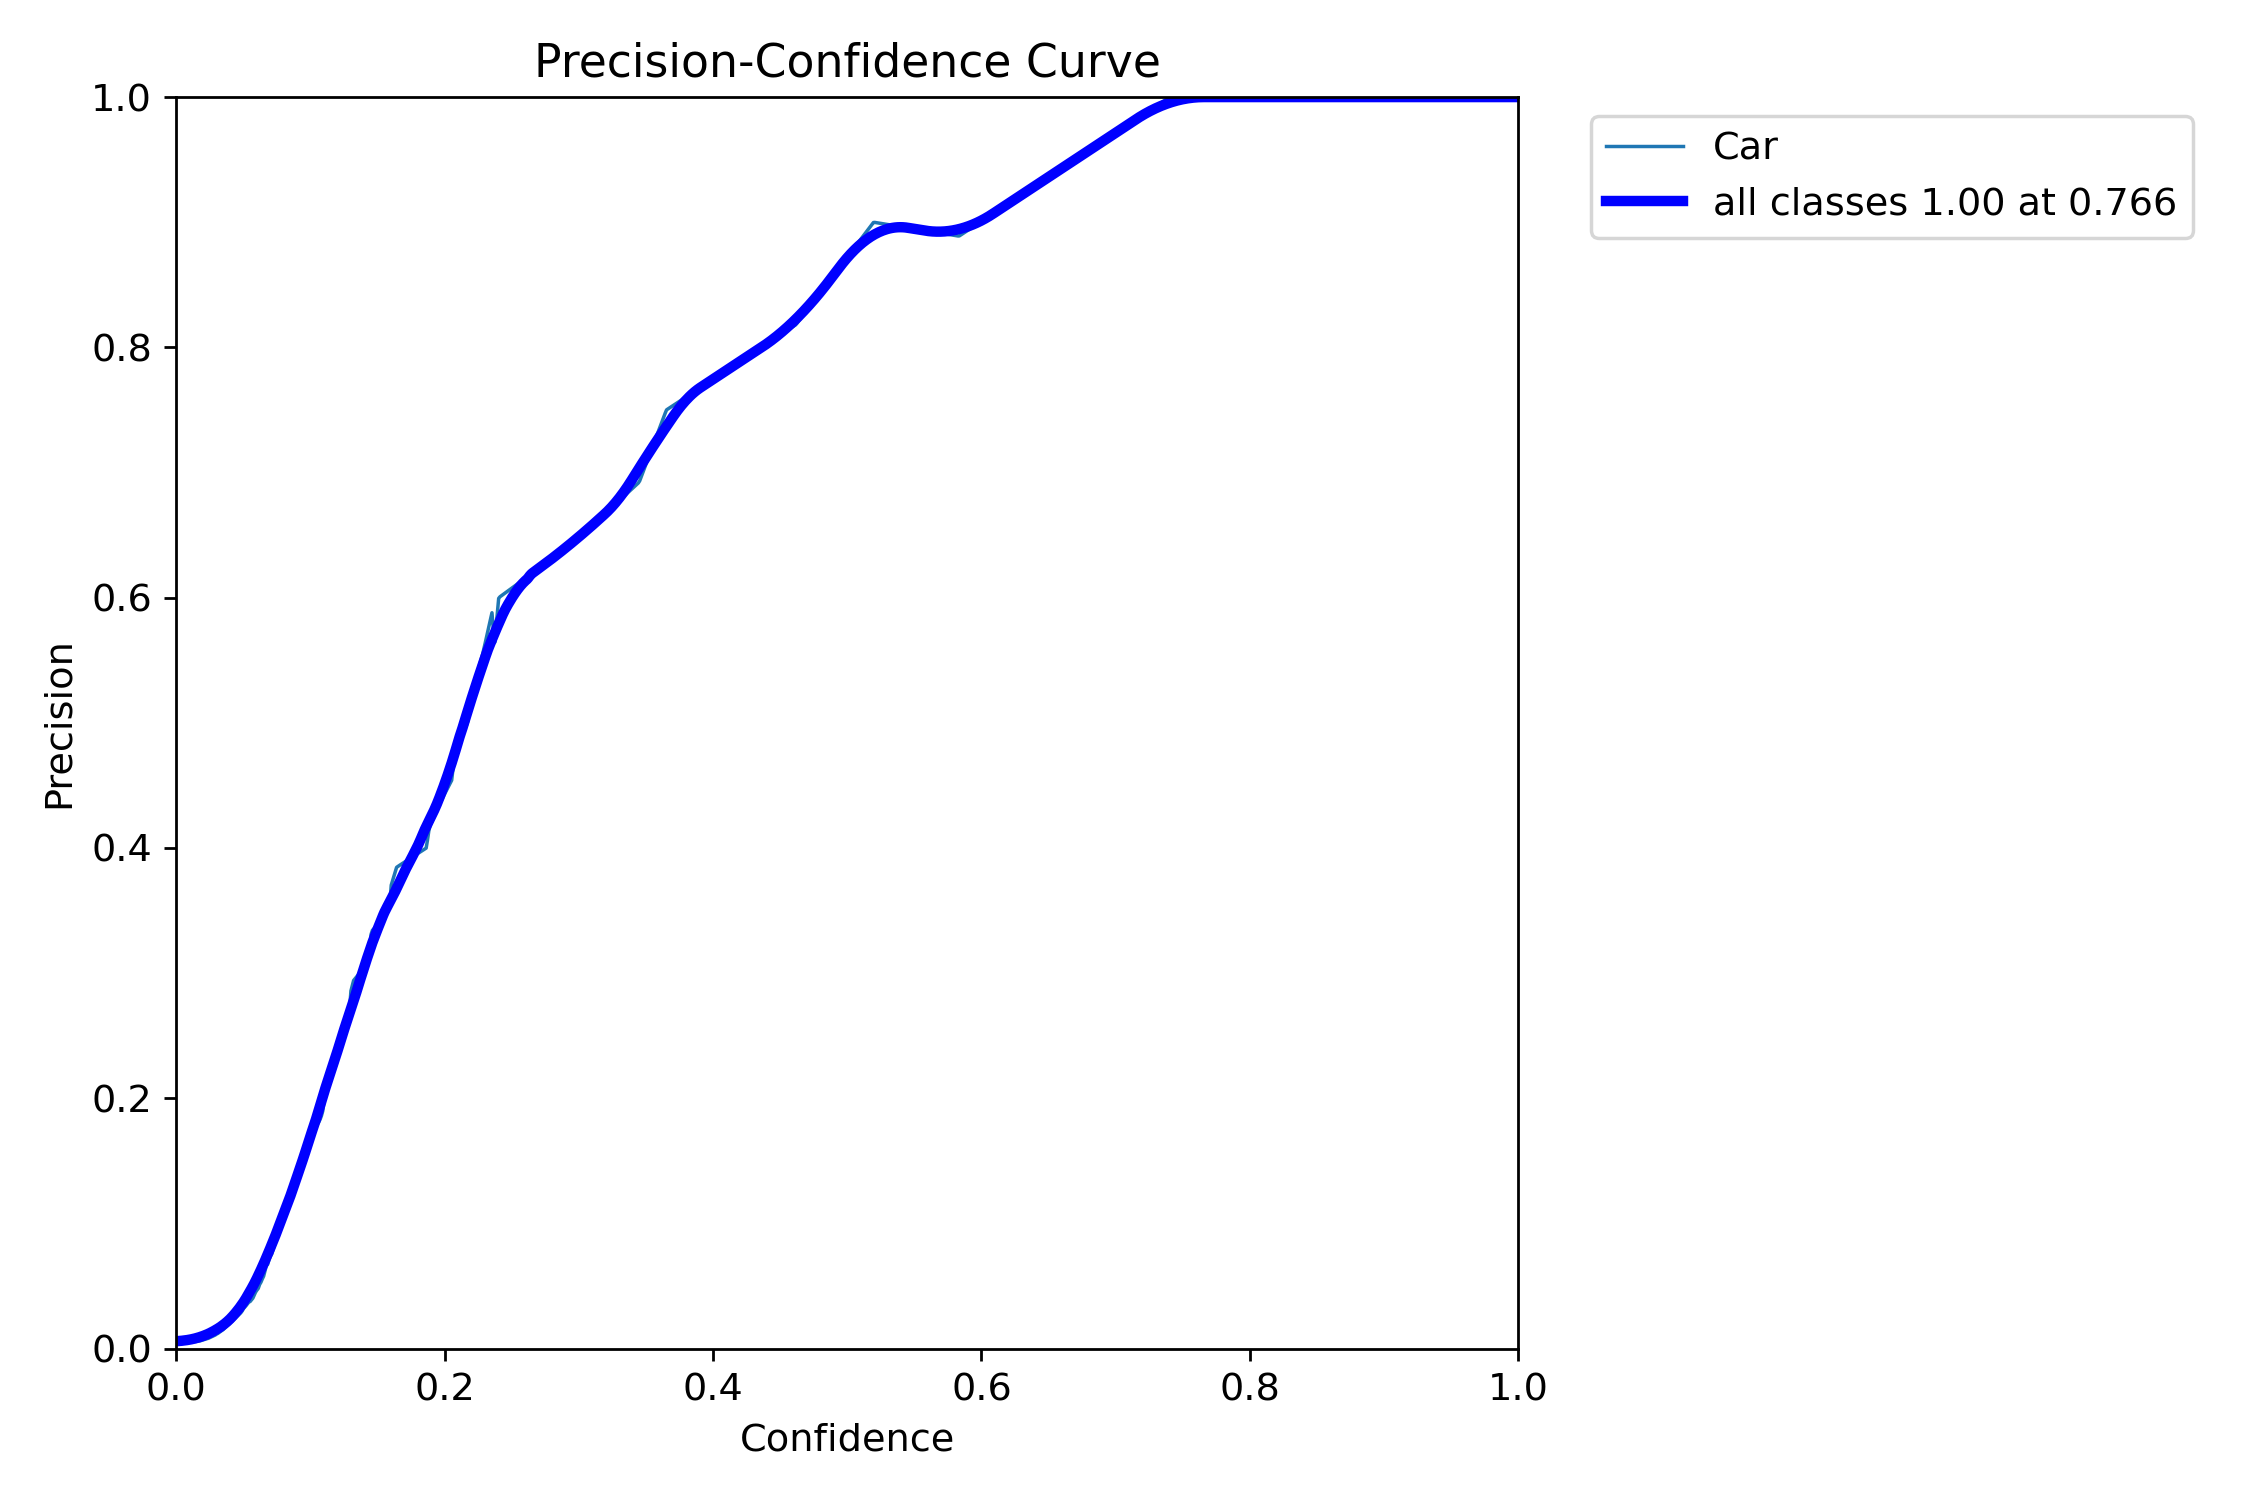 Precision-Confidence Curve
1.0
0.8
0.6
0.4
0.2
0.0
Precision
0.0 0.2 0.4 0.6 0.8 1.0
Confidence
Car
all classes 1.00 at 0.766